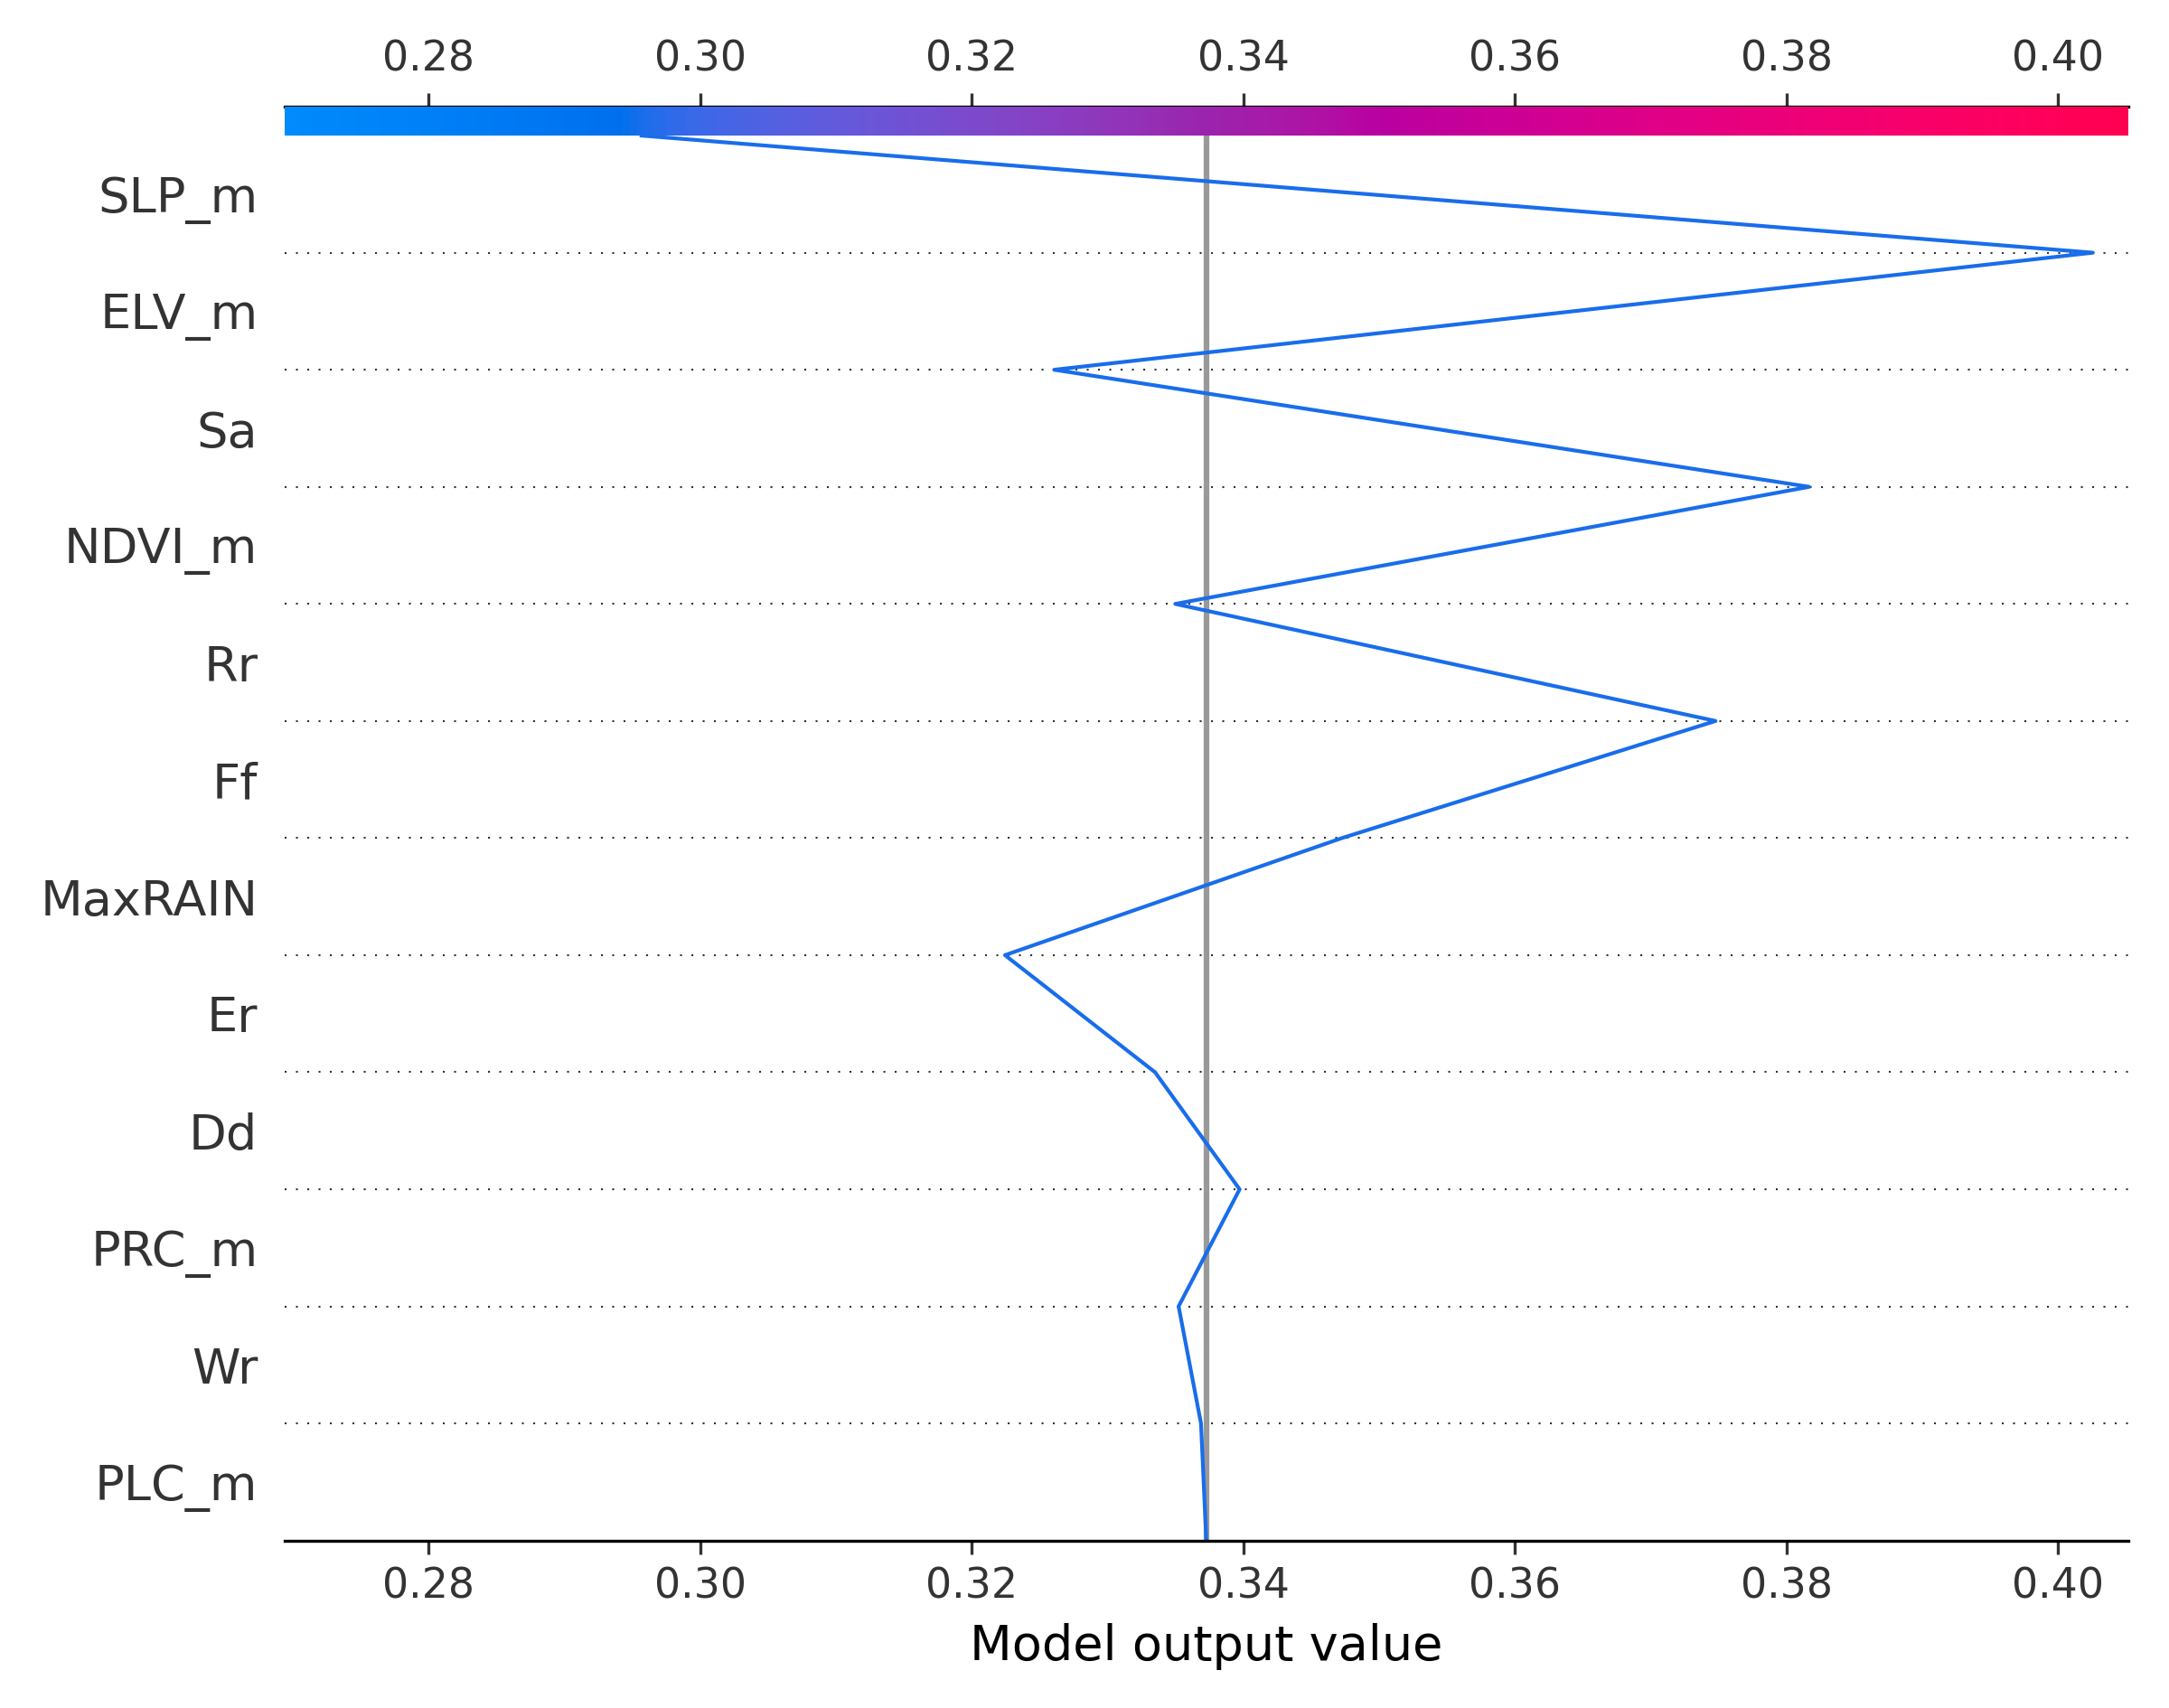 0.28 0.30 0.32 0.34 0.36 0.38 0.40
SLP_m
ELV_m
Sa
NDVI_m
Rr
Ff
MaxRAIN
Er
Dd
PRC_m
Wr
PLC_m
0.28 0.30 0.32 0.34 0.36 0.38 0.40
Model output value